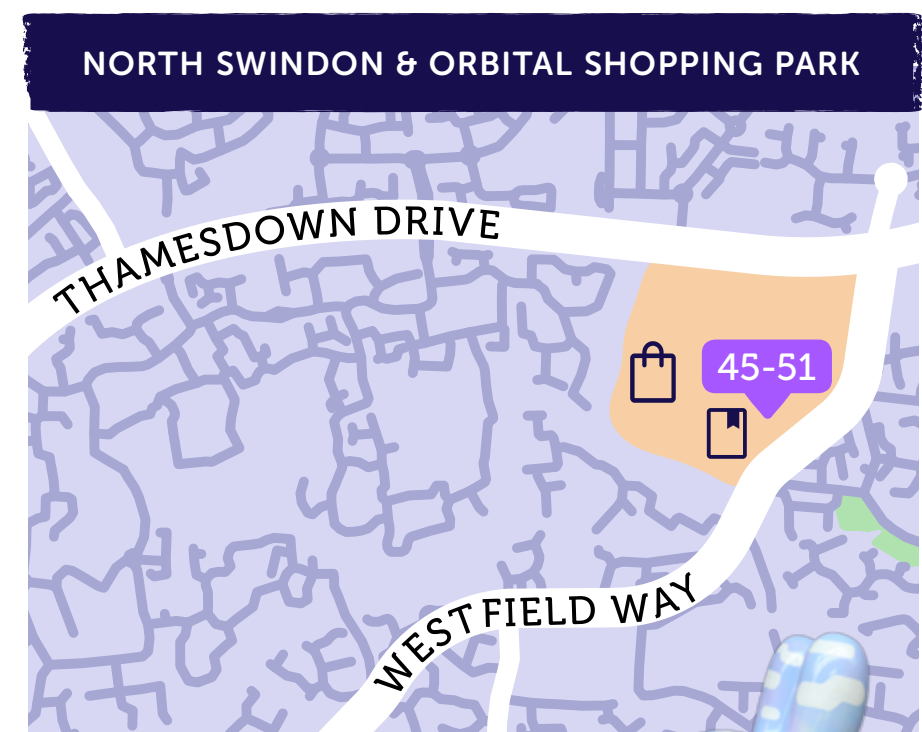 NORTH SWINDON & ORBITAL SHOPPING PARK
THAMESDOWN DRIVE
45-51
WESTFIELD WAY